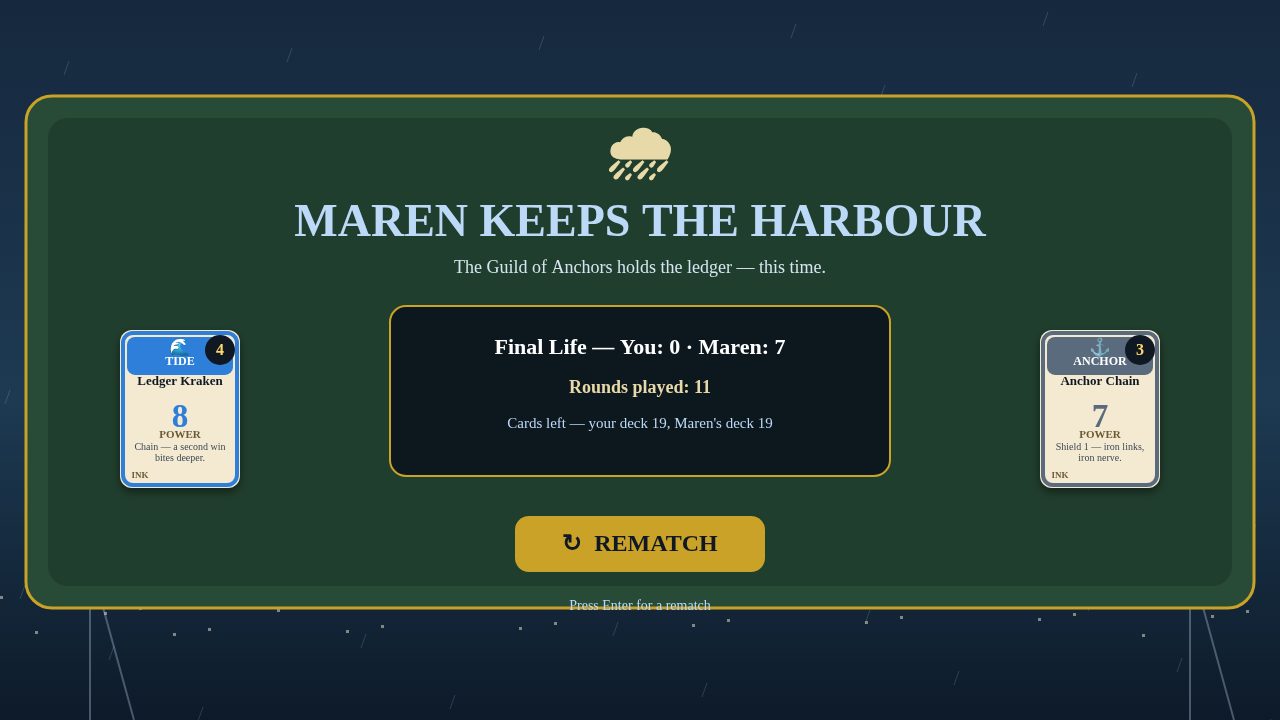 MAREN KEEPS THE HARBOUR
The Guild of Anchors holds the ledger — this time.
4
TIDE
Ledger Kraken
8
POWER
Chain — a second win
bites deeper.
INK
Final Life — You: 0 · Maren: 7
Rounds played: 11
Cards left — your deck 19, Maren's deck 19
3
ANCHOR
Anchor Chain
7
POWER
Shield 1 — iron links,
iron nerve.
INK
↻ REMATCH
Press Enter for a rematch